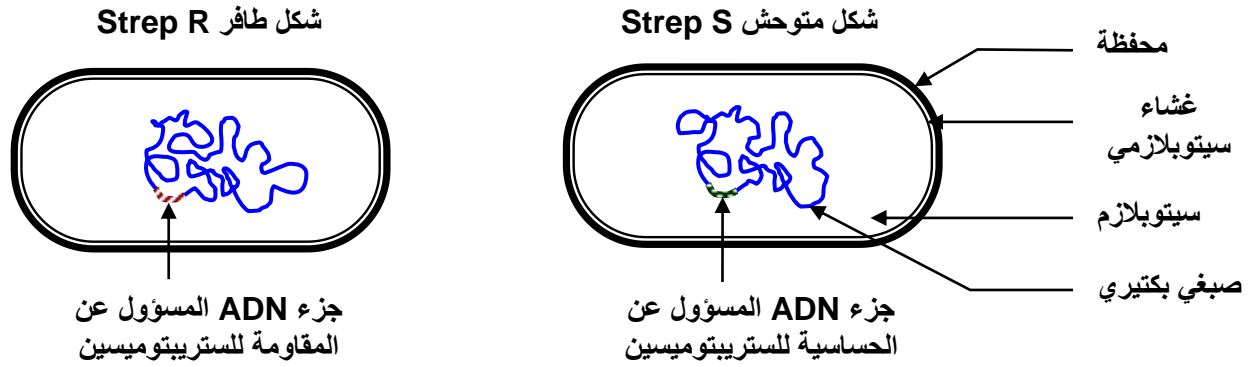 شكل متوحش Strep S
شكل طافر Strep R
محفظة
غشاء
سيتوبلازمي
سيتوبلازم
صبغي بكتيري
جزء ADN المسؤول عن
الحساسية للستريبتوميسين
جزء ADN المسؤول عن
المقاومة للستريبتوميسين